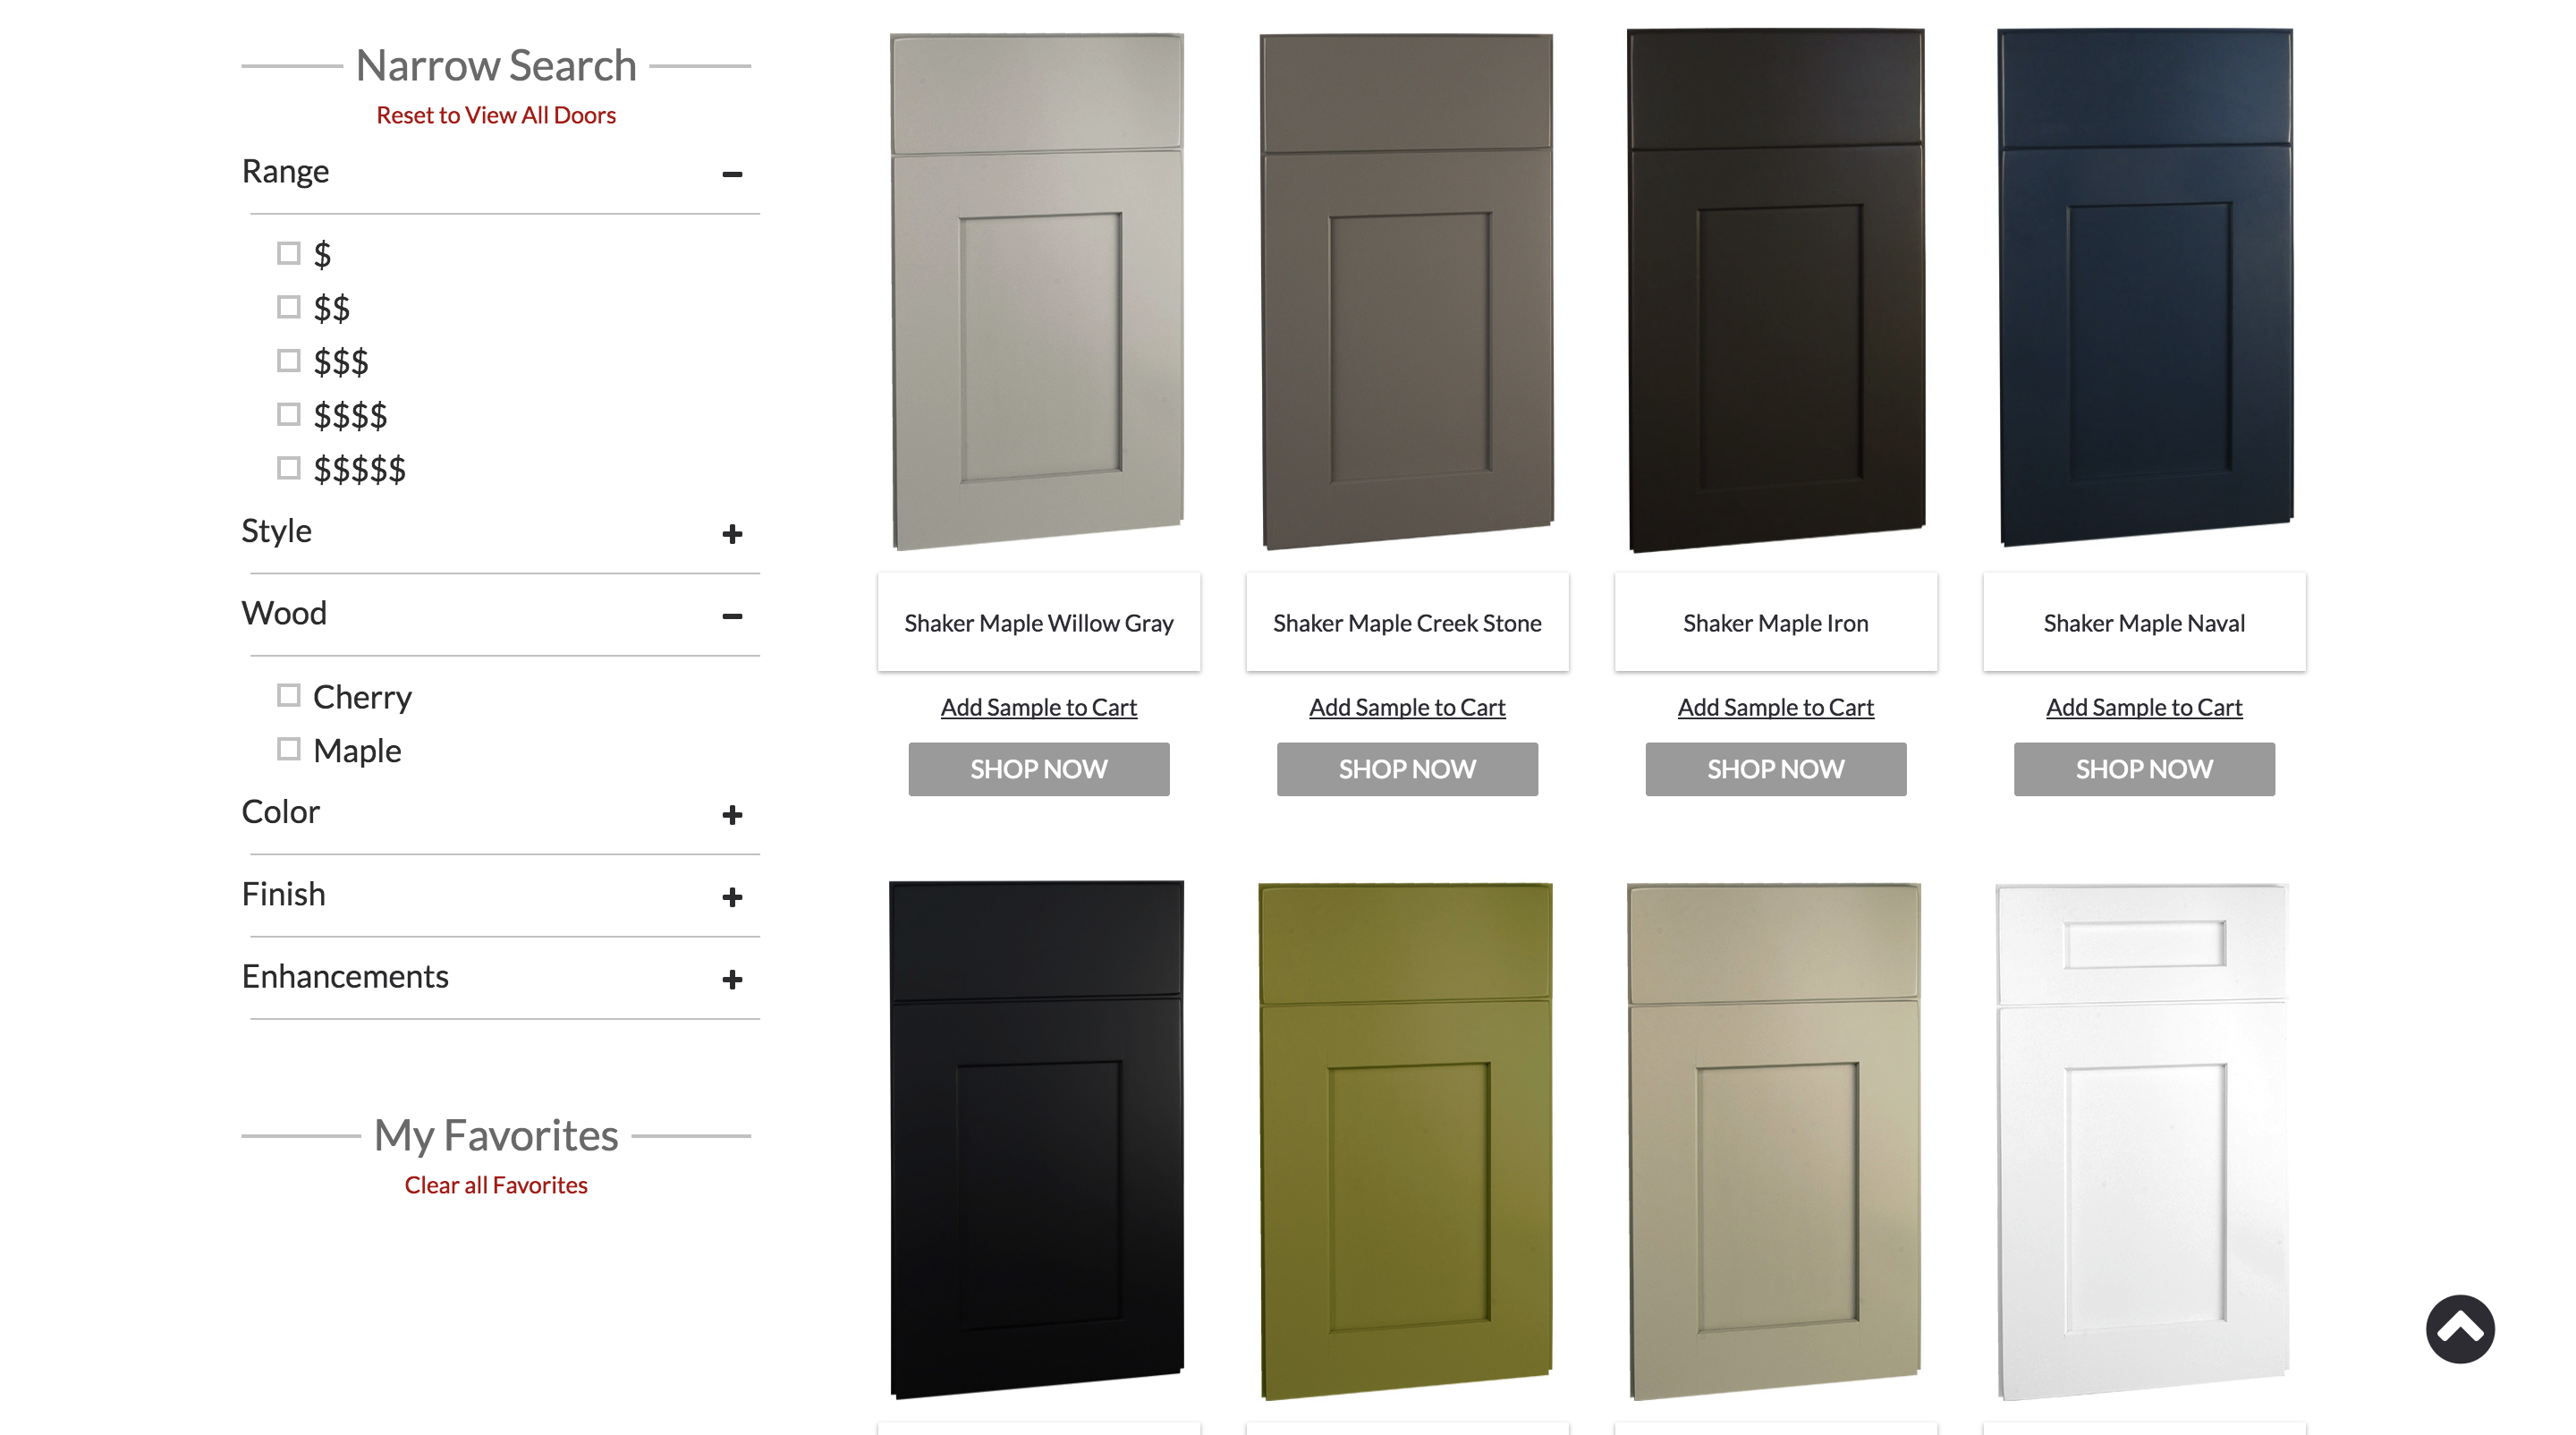 Narrow Search
Reset to View All Doors
Range
$
$$
$$$
$$$$
$$$$$
Style
Wood
Cherry
Maple
Color
Finish
Enhancements
My Favorites
Clear all Favorites
Shaker Maple Willow Gray
Add Sample to Cart
SHOP NOW
Shaker Maple Creek Stone
Add Sample to Cart
SHOP NOW
Shaker Maple Iron
Add Sample to Cart
SHOP NOW
Shaker Maple Naval
Add Sample to Cart
SHOP NOW